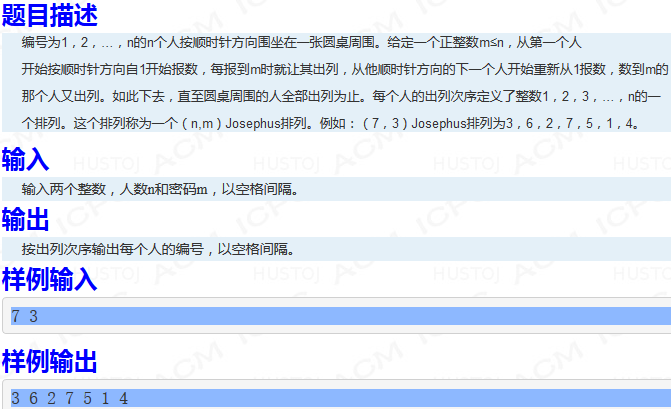 题目描述
编号为1，2，…，n的n个人按顺时针方向围坐在一张圆桌周围。给定一个正整数m≤n，从第一个人
开始按顺时针方向自1开始报数，每报到m时就让其出列，从他顺时针方向的下一个人开始重新从1报数，数到m的
那个人又出列。如此下去，直至圆桌周围的人全部出列为止。每个人的出列次序定义了整数1，2，3，…，n的一
个排列。这个排列称为一个（n,m）Josephus排列。例如：（7，3）Josephus排列为3，6，2，7，5，1，4。
输入
输入两个整数，人数n和密码m，以空格间隔。
输出
按出列次序输出每个人的编号，以空格间隔。
样例输入
7 3
样例输出
3 6 2 7 5 1 4
HUSTOJ
ACM
ICPC